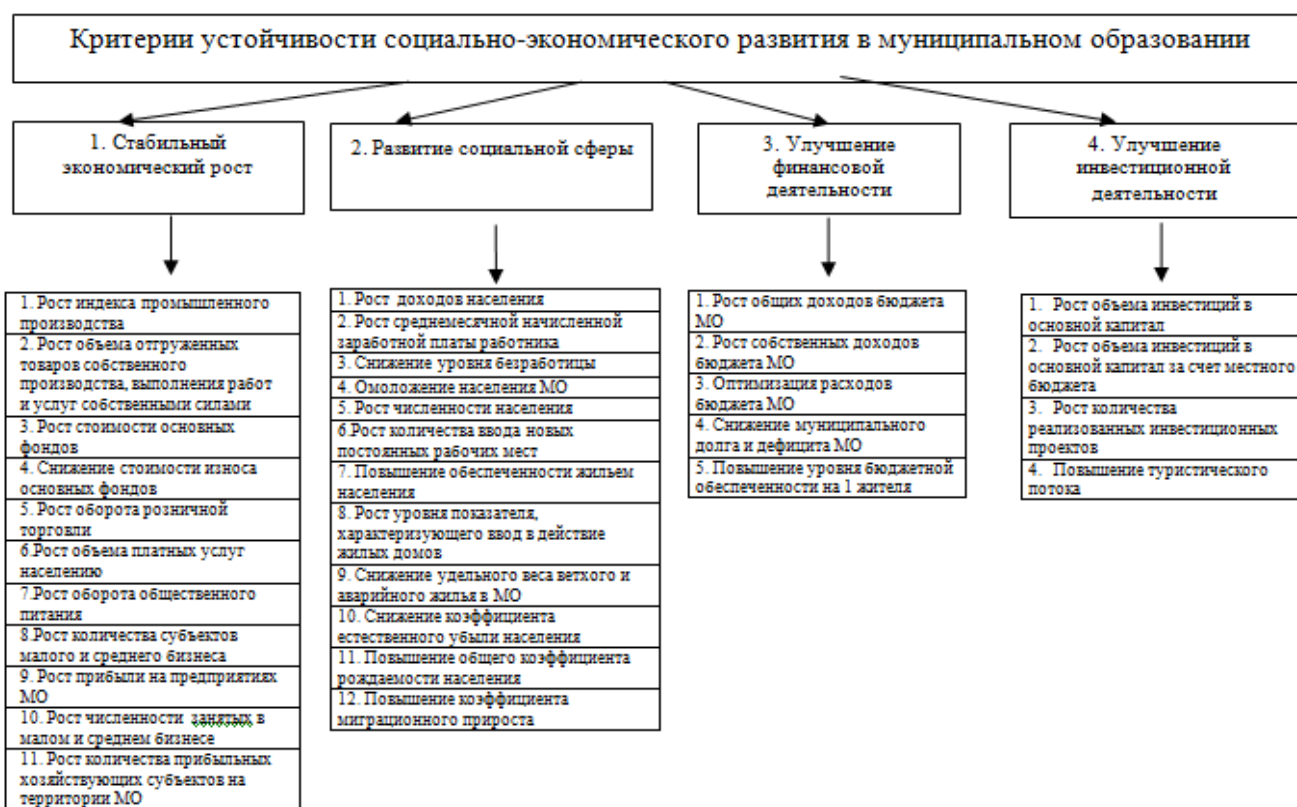 Критерии устойчивости социально-экономического развития в муниципальном образовании
1. Стабильный
экономический рост
2. Развитие социальной сферы
3. Улучшение
финансовой
деятельности
4. Улучшение
инвестиционной
деятельности
1. Рост индекса промышленного
производства
2. Рост объема отгруженных
товаров собственного
производства, выполнения работ
и услуг собственными силами
3. Рост стоимости основных
фондов
4. Снижение стоимости износа
основных фондов
5. Рост оборота розничной
торговли
6.Рост объема платных услуг
населению
7.Рост оборота общественного
питания
8.Рост количества субъектов
малого и среднего бизнеса
9. Рост прибыли на предприятиях
МО
10. Рост численности занятых в
малом и среднем бизнесе
11. Рост количества прибыльных
хозяйствующих субъектов на
территории МО
1. Рост доходов населения
2. Рост среднемесячной начисленной
заработной платы работника
3. Снижение уровня безработицы
4. Омоложение населения МО
5. Рост численности населения
6.Рост количества ввода новых
постоянных рабочих мест
7. Повышение обеспеченности жильем
населения
8. Рост уровня показателя,
характеризующего ввод в действие
жилых домов
9. Снижение удельного веса ветхого и
аварийного жилья в МО
10. Снижение коэффициента
естественного убыли населения
11. Повышение общего коэффициента
рождаемости населения
12. Повышение коэффициента
миграционного прироста
1. Рост общих доходов бюджета
МО
2. Рост собственных доходов
бюджета МО
3. Оптимизация расходов
бюджета МО
4. Снижение муниципального
долга и дефицита МО
5. Повышение уровня бюджетной
обеспеченности на 1 жителя
1. Рост объема инвестиций в
основной капитал
2. Рост объема инвестиций в
основной капитал за счет местного
бюджета
3. Рост количества
реализованных инвестиционных
проектов
4. Повышение туристического
потока